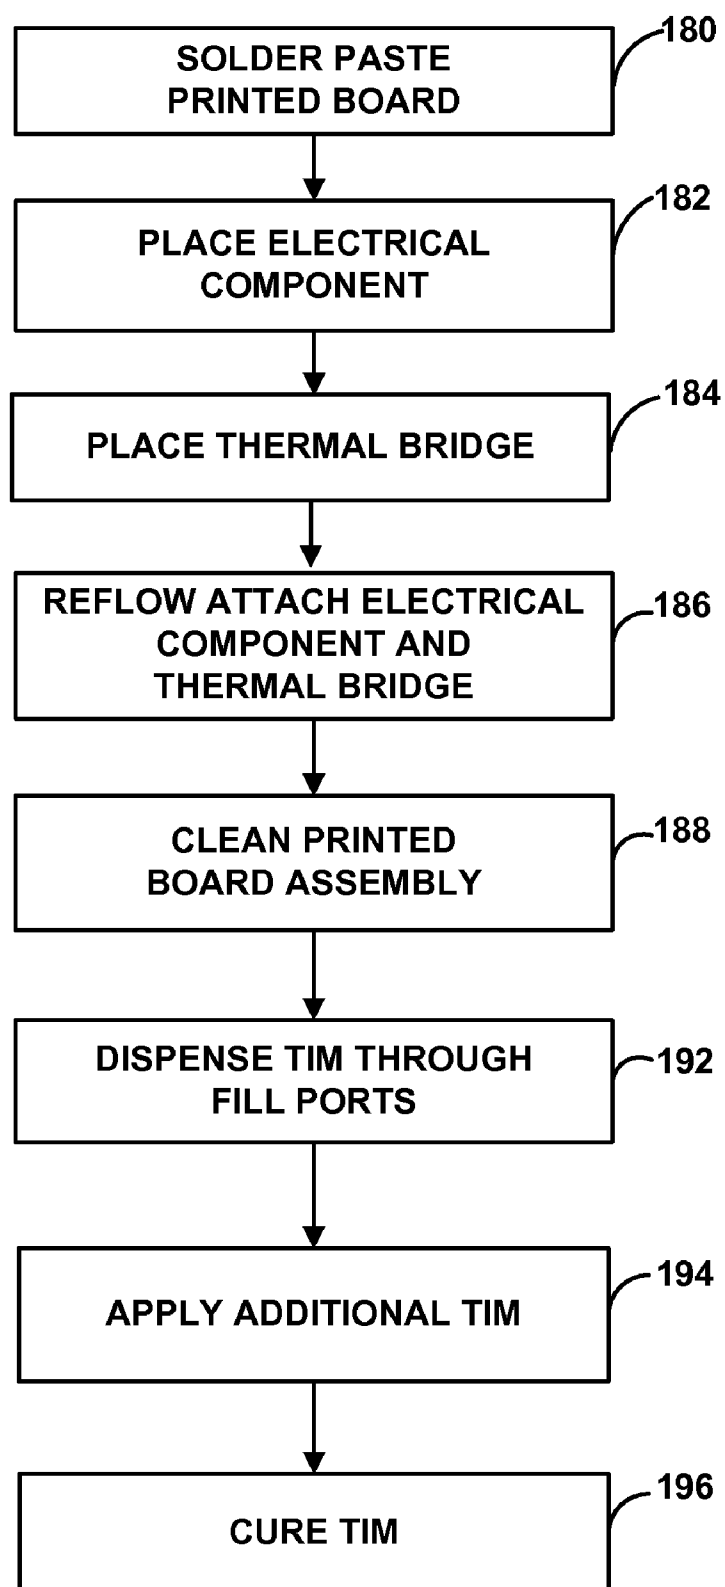 180
SOLDER PASTE
PRINTED BOARD
182
PLACE ELECTRICAL
COMPONENT
184
PLACE THERMAL BRIDGE
REFLOW ATTACH ELECTRICAL
COMPONENT AND
THERMAL BRIDGE
186
CLEAN PRINTED
BOARD ASSEMBLY
188
DISPENSE TIM THROUGH
FILL PORTS
192
APPLY ADDITIONAL TIM
194
CURE TIM
196